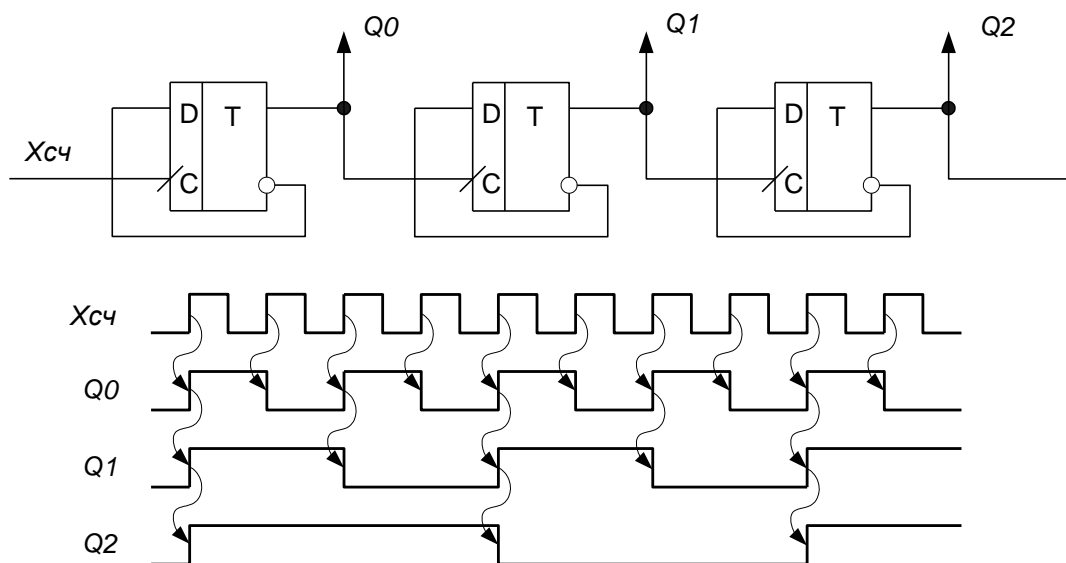 Q0 Q1 Q2
D T D T D T
Xсч
C C C
Xсч
Q0
Q1
Q2